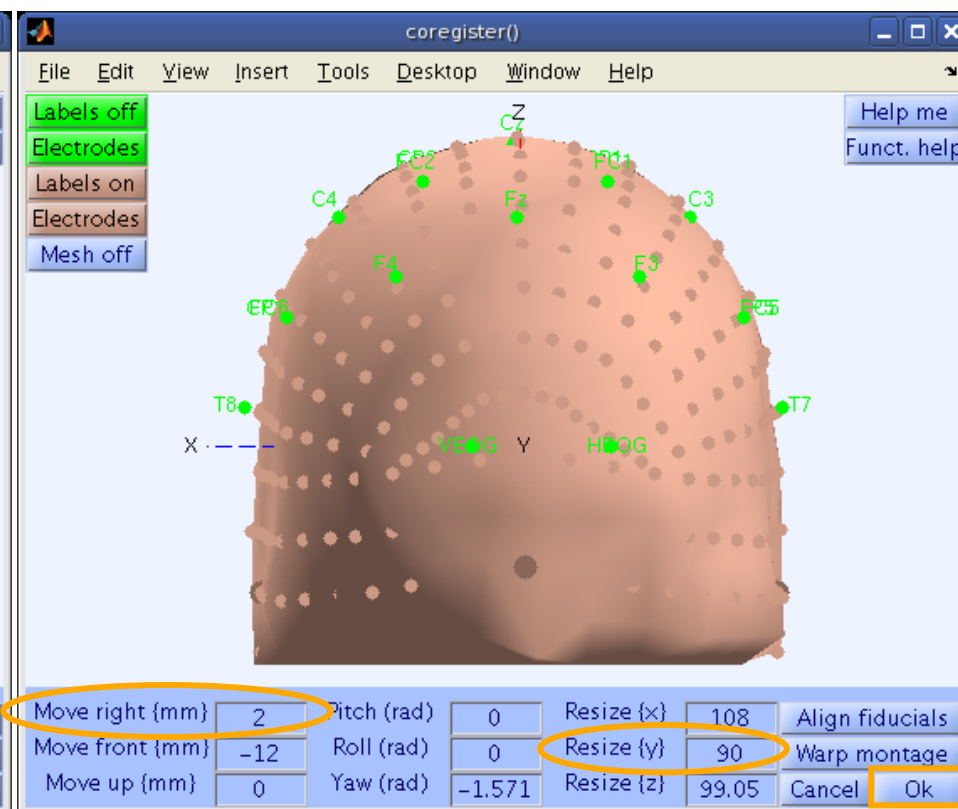 coregister()
File Edit View Insert Tools Desktop Window Help
Labels off
Electrodes
Labels on
Electrodes
Mesh off
Help me
Funct. help
Z
Cz
FC2
FC1
C4
Fz
C3
F4
F3
T8
T7
X
VEOG
Y
HEOG
Move right {mm} 2 Pitch (rad) 0 Resize {x} 108 Align fiducials
Move front {mm} -12 Roll (rad) 0 Resize {y} 90 Warp montage
Move up {mm} 0 Yaw (rad) -1.571 Resize {z} 99.05 Cancel Ok